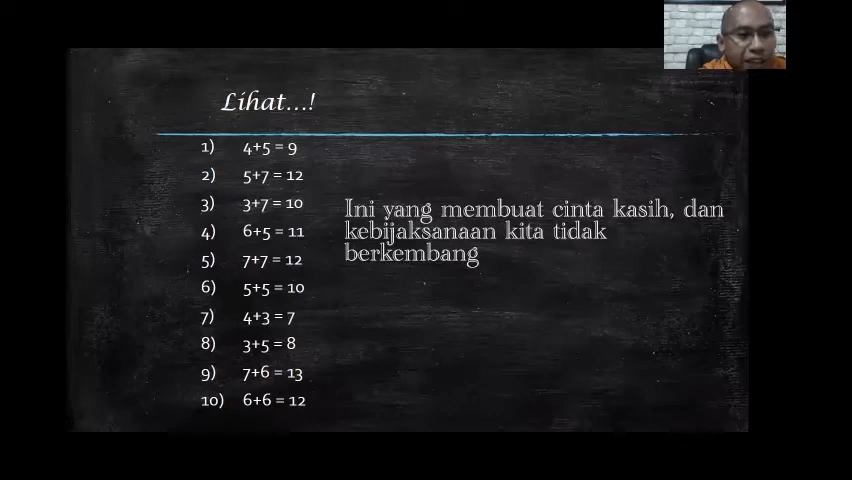 Lihat...!
1) 4+5 = 9
2) 5+7 = 12
3) 3+7 = 10
4) 6+5 = 11
5) 7+7 = 12
6) 5+5 = 10
7) 4+3 = 7
8) 3+5 = 8
9) 7+6 = 13
10) 6+6 = 12
Ini yang membuat cinta kasih, dan
kebijaksanaan kita tidak
berkembang